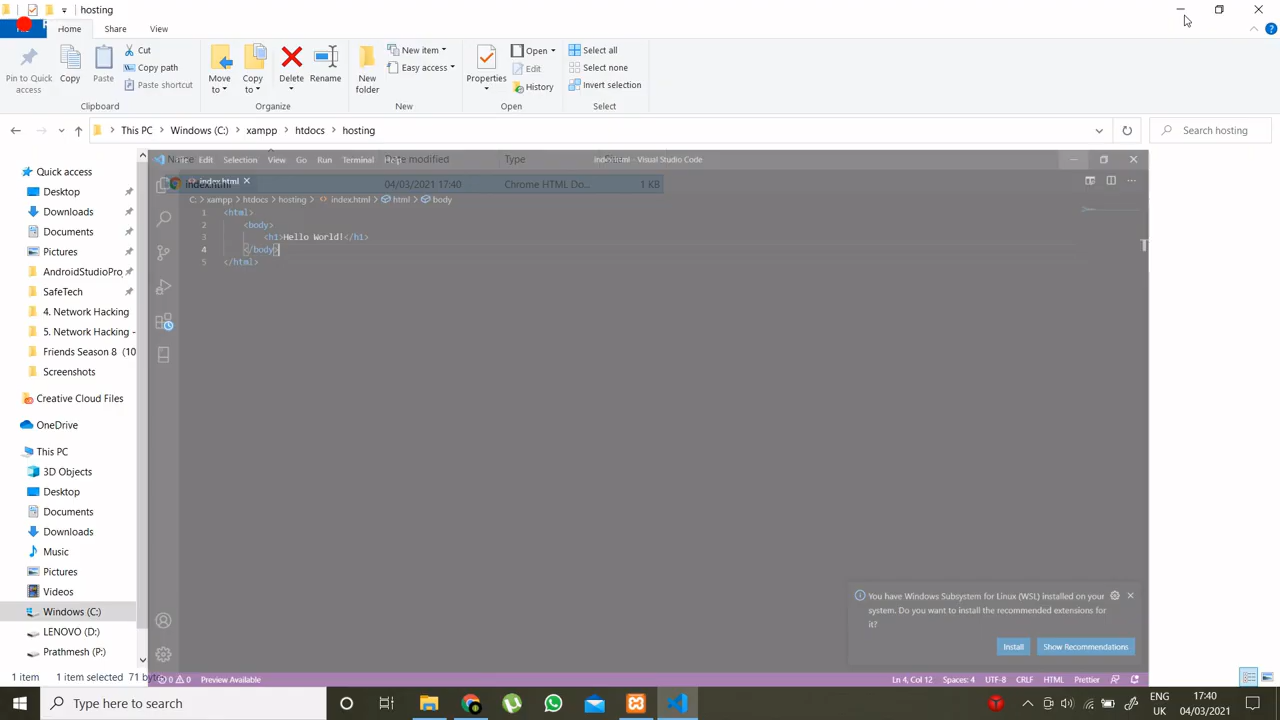 hosting
Home Share View
Pin to Quick access
Copy
Paste
Cut
Copy path
Paste shortcut
Clipboard
Move to
Copy to
Delete
Rename
Organize
New folder
New item
Easy access
New
Properties
Open
Edit
History
Open
Select all
Select none
Invert selection
Select
This PC > Windows (C:) > xampp > htdocs > hosting
Search hosting
Quick access
Desktop
Downloads
Documents
Pictures
AndroidStudioProj
SafeTech
4. Network Hacking
5. Network Hacking -
Friends Season 8 (10
Screenshots
Creative Cloud Files
OneDrive
This PC
3D Objects
Desktop
Documents
Downloads
Music
Pictures
Videos
Windows (C:)
LENOVO (D:)
Prathmesh (P:)
1 item 1 item selected 71 byt
Name Date modified Type
index.html 04/03/2021 17:40 Chrome HTML Do... 1 KB
Edit Selection View Go Run Terminal
index.html - Visual Studio Code
index.html
C: > xampp > htdocs > hosting > index.html > html > body
1 <html>
2 <body>
3 <h1>Hello World!</h1>
4 </body>
5 </html>
You have Windows Subsystem for Linux (WSL) installed on your
system. Do you want to install the recommended extensions for
it?
Install Show Recommendations
0 0 Preview Available
Ln 4, Col 12 Spaces: 4 UTF-8 CRLF HTML Prettier
Type here to search
ENG
UK
17:40
04/03/2021